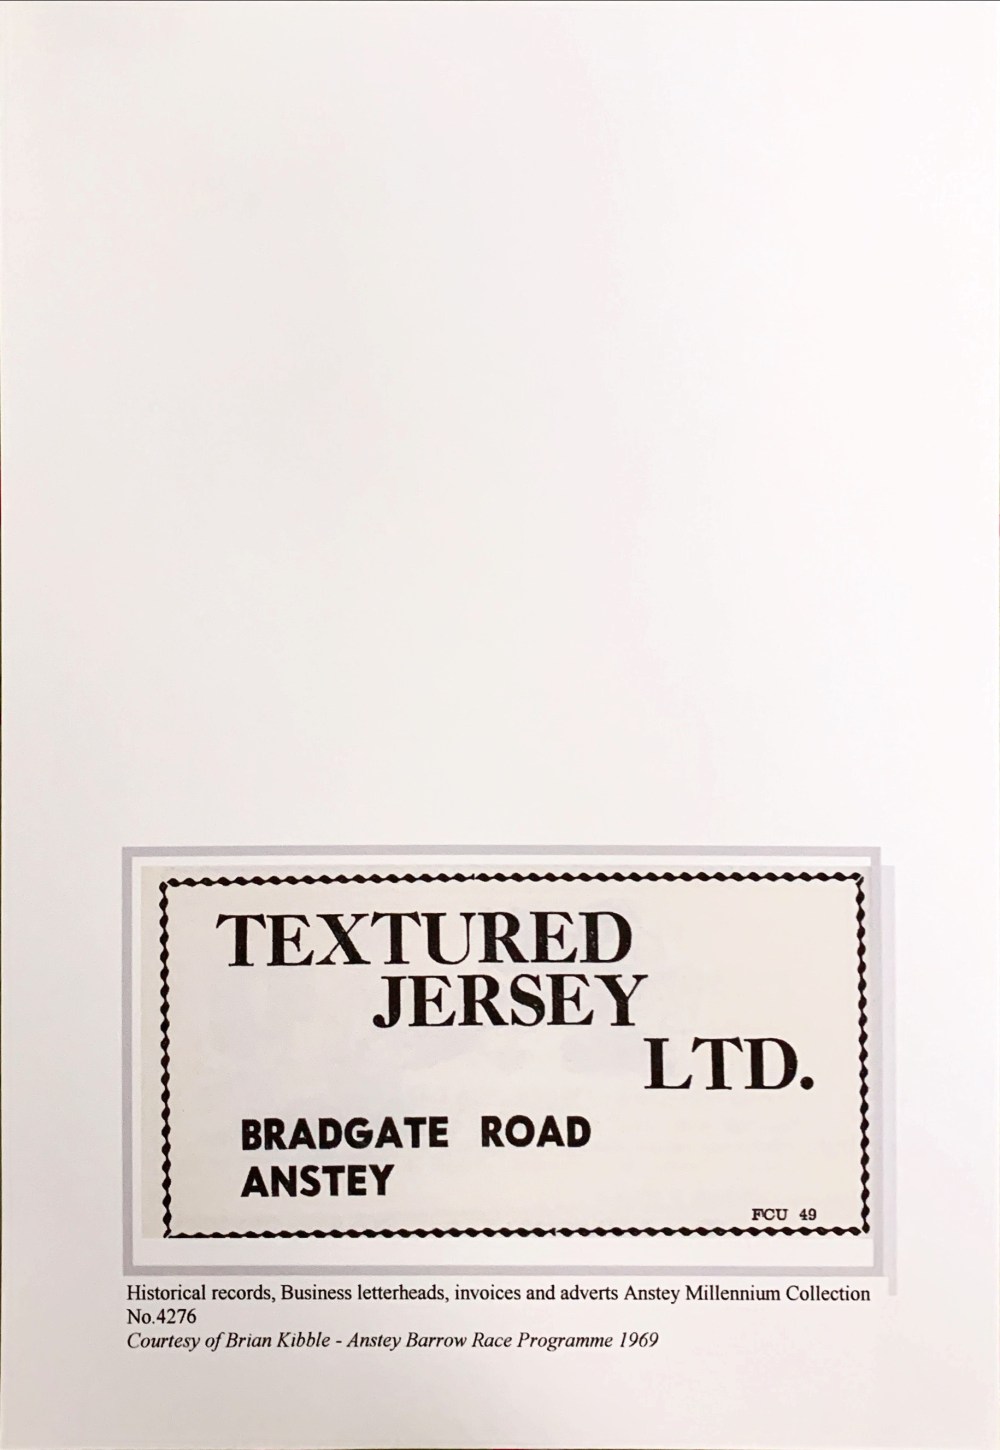 TEXTURED
JERSEY
LTD.
BRADGATE ROAD
ANSTEY
FCU 49
Historical records, Business letterheads, invoices and adverts Anstey Millennium Collection
No.4276
Courtesy of Brian Kibble - Anstey Barrow Race Programme 1969